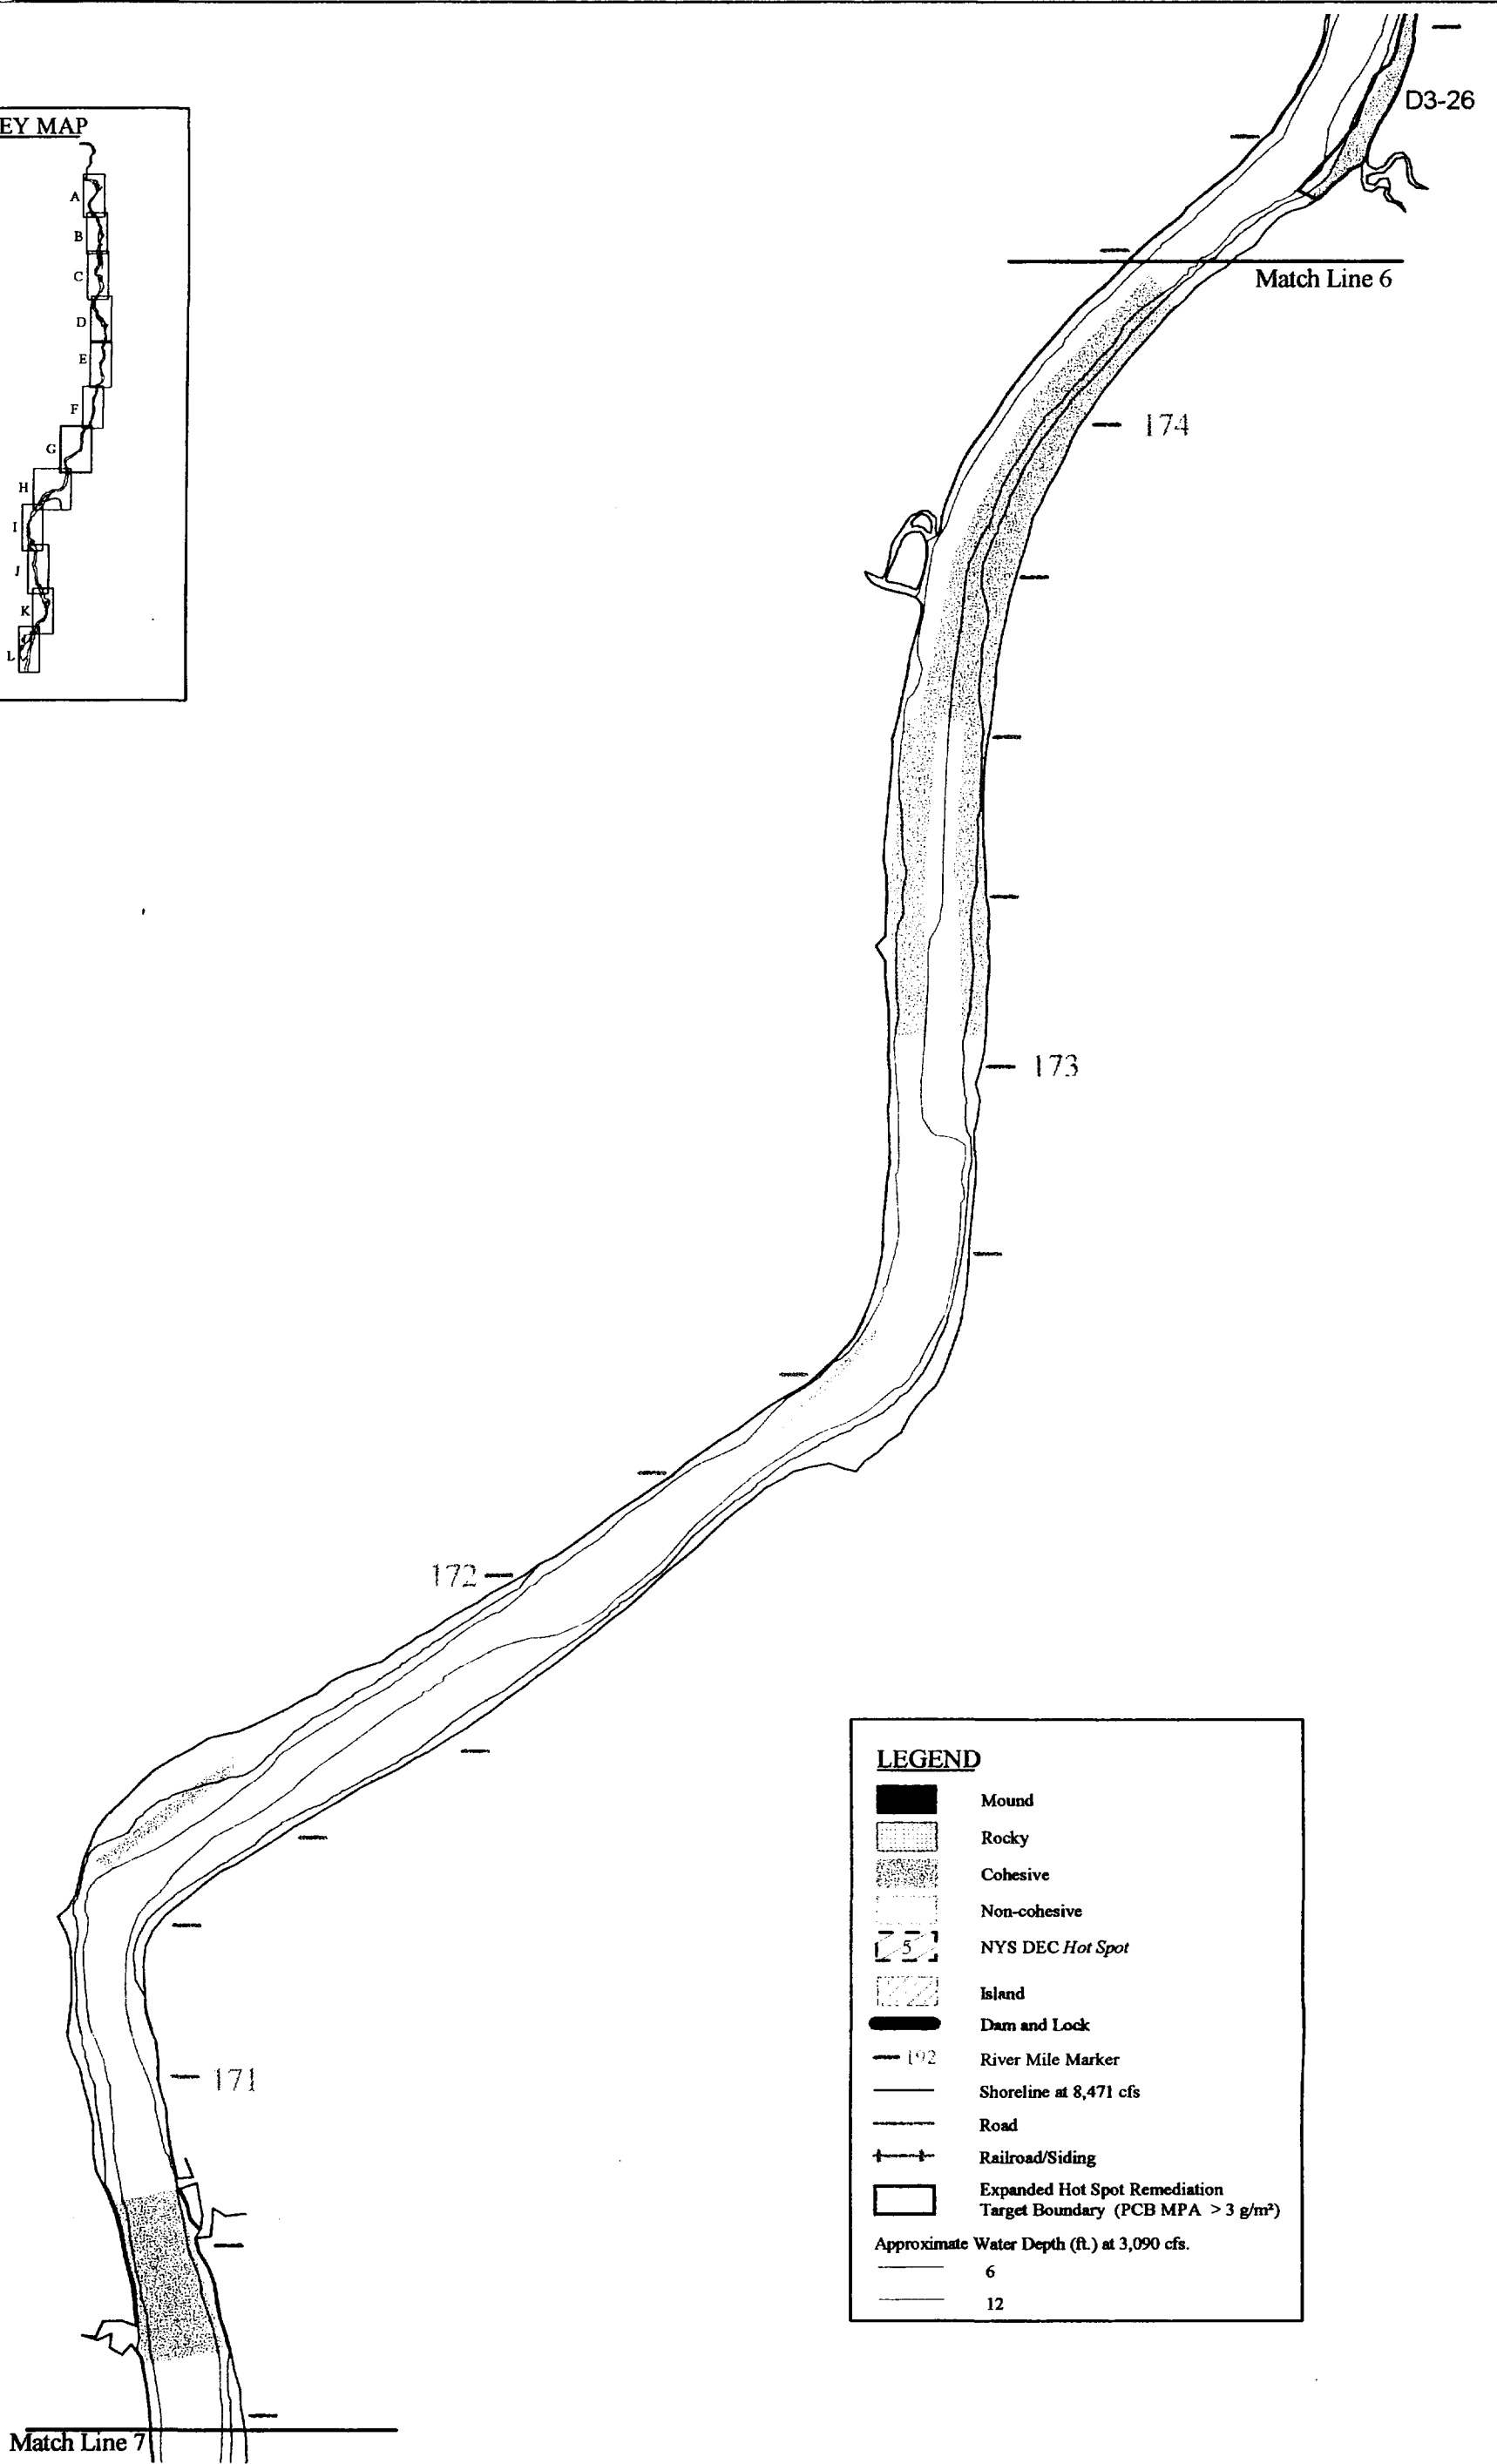 EY MAP
A
B
C
D
E
F
G
H
I
J
K
L
D3-26
Match Line 6
174
173
172
171
Match Line 7
LEGEND
Mound
Rocky
Cohesive
Non-cohesive
5 NYS DEC Hot Spot
Island
Dam and Lock
192 River Mile Marker
Shoreline at 8,471 cfs
Road
Railroad/Siding
Expanded Hot Spot Remediation
Target Boundary (PCB MPA > 3 g/m²)
Approximate Water Depth (ft.) at 3,090 cfs.
6
12